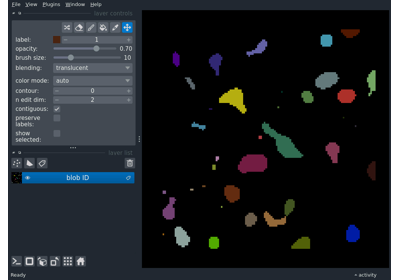 File View Plugins Window Help
layer controls
label: 1
opacity: 0.70
brush size: 10
blending: translucent
color mode: auto
contour: 0
n edit dim: 2
contiguous:
preserve
labels:
show
selected:
layer list
blob ID
Ready
activity